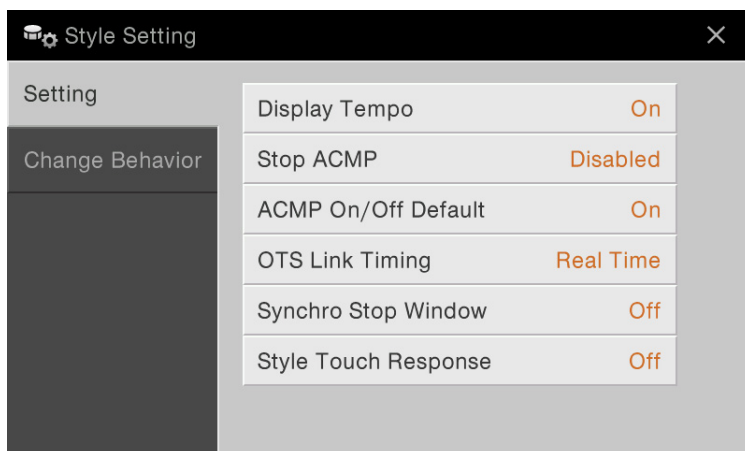 Style Setting
Setting
Change Behavior
Display Tempo On
Stop ACMP Disabled
ACMP On/Off Default On
OTS Link Timing Real Time
Synchro Stop Window Off
Style Touch Response Off